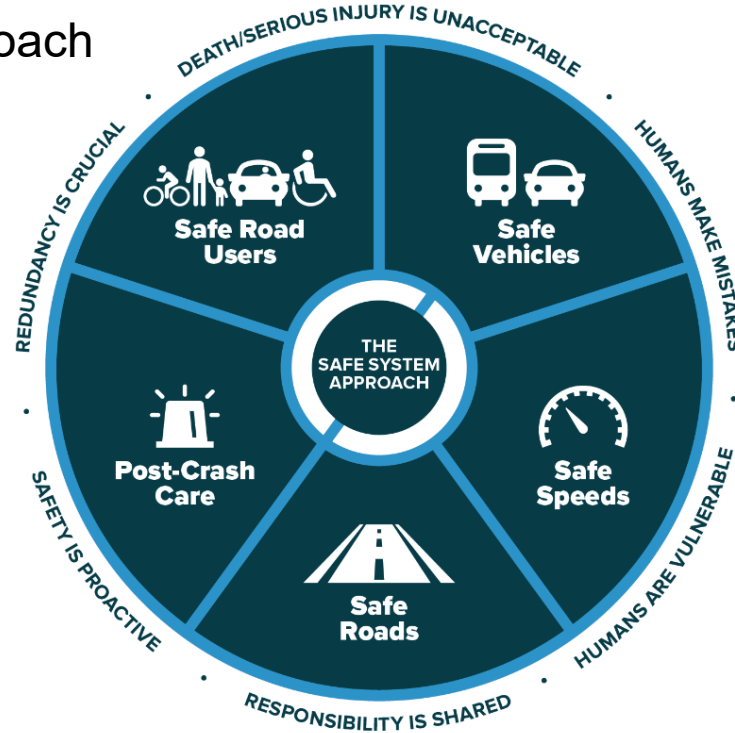 oach
DEATH/SERIOUS INJURY IS UNACCEPTABLE
HUMANS MAKE MISTAKES
HUMANS ARE VULNERABLE
RESPONSIBILITY IS SHARED
SAFETY IS PROACTIVE
REDUNDANCY IS CRUCIAL
Safe Road
Users
Safe
Vehicles
THE
SAFE SYSTEM
APPROACH
Post-Crash
Care
Safe
Speeds
Safe
Roads